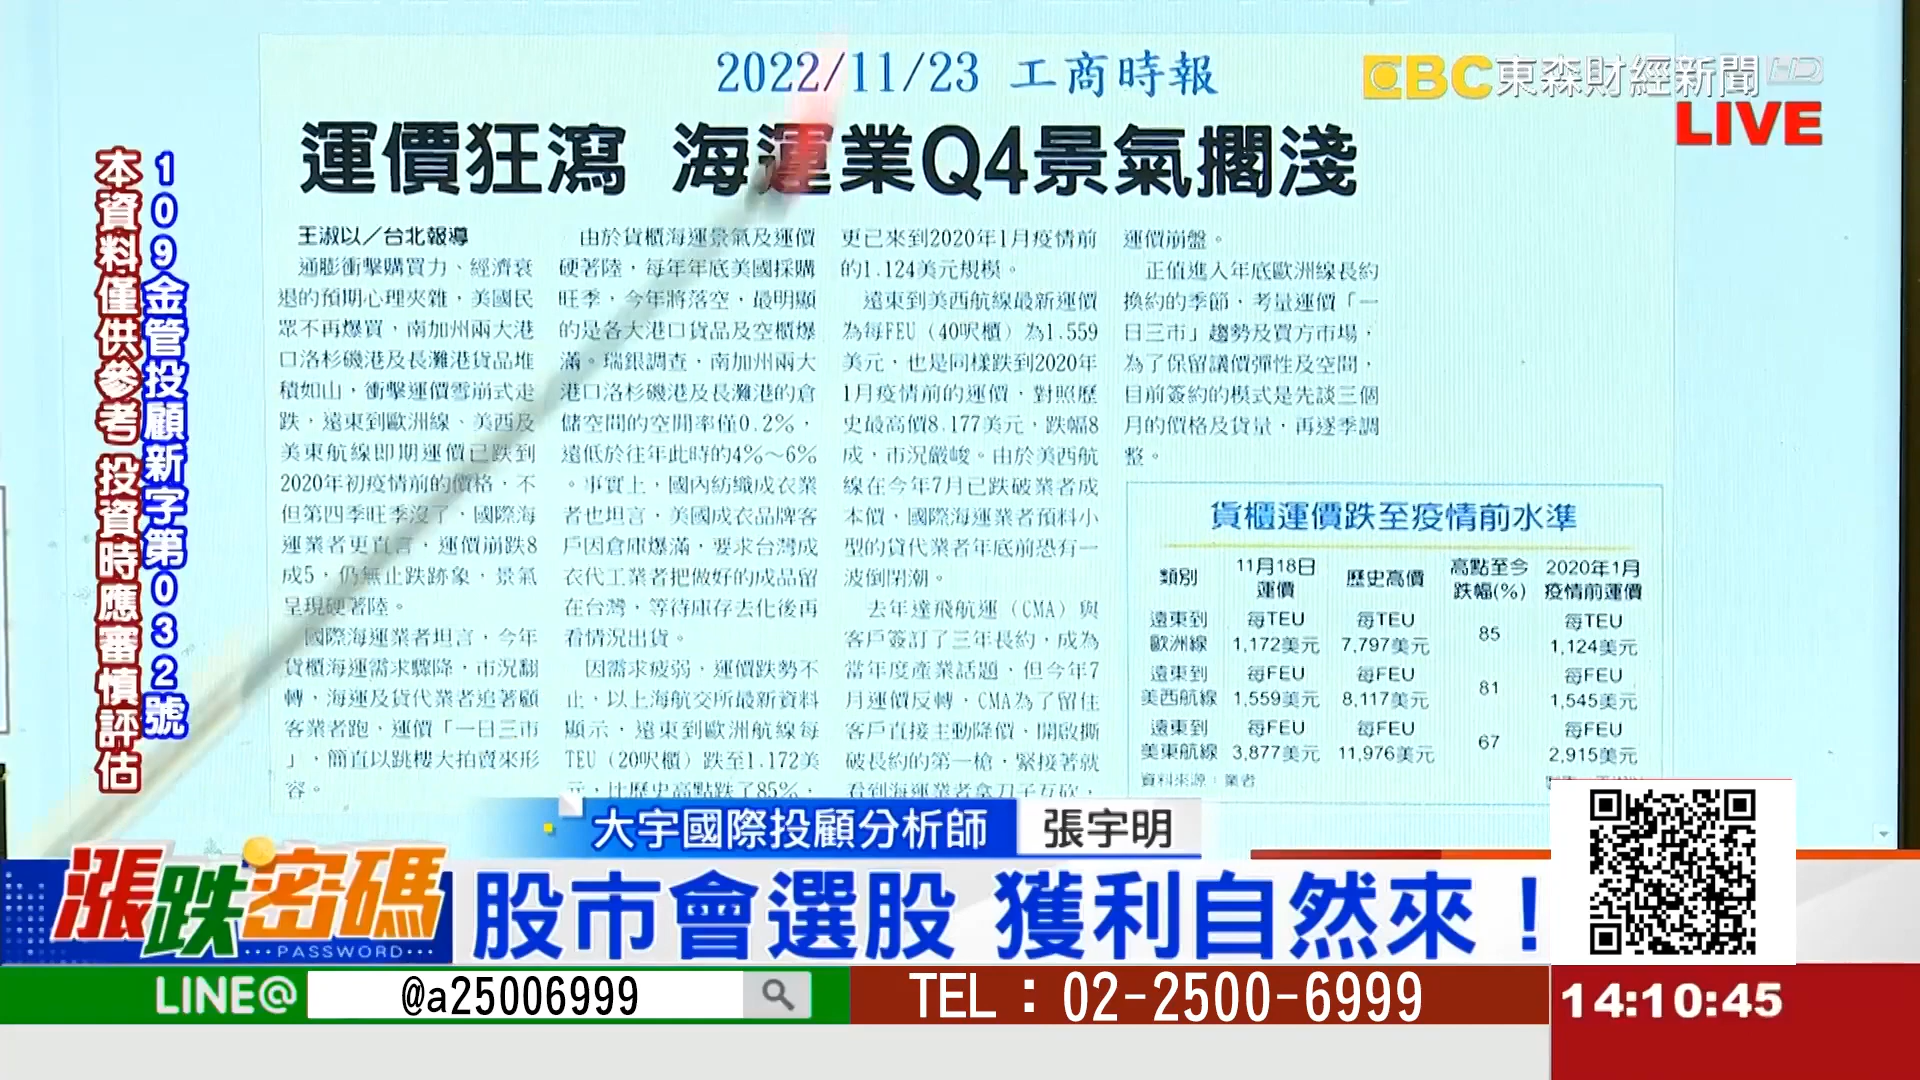 2022/11/23 工商時報
EBC東森財經新聞HD
LIVE
運價狂瀉 海運業Q4景氣擱淺
109金管投顧新字第032號
本資料僅供參考 投資時應審慎評估
王淑以／台北報導
通膨衝擊購買力、經濟衰
退的預期心理夾雜，美國民
眾不再爆買，南加州兩大港
口洛杉磯港及長灘港貨品堆
積如山，衝擊運價雪崩式走
跌，遠東到歐洲線、美西及
美東航線即期運價已跌到
2020年初疫情前的價格，不
但第四季旺季沒了，國際海
運業者更直言，運價崩跌8
成5，仍無止跌跡象，景氣
呈現硬著陸。
國際海運業者坦言，今年
貨櫃海運需求驟降，市況翻
轉，海運及貨代業者追著顧
客業者跑，運價「一日三市
」，簡直以跳樓大拍賣來形
容。
由於貨櫃海運景氣及運價
硬著陸，每年年底美國採購
旺季，今年將落空，最明顯
的是各大港口貨品及空櫃爆
滿。瑞銀調查，南加州兩大
港口洛杉磯港及長灘港的倉
儲空間的空閒率僅0.2%，
遠低於往年此時的4%～6%
。事實上，國內紡織成衣業
者也坦言，美國成衣品牌客
戶因倉庫爆滿，要求台灣成
衣代工業者把做好的成品留
在台灣，等待庫存去化後再
看情況出貨。
因需求疲弱，運價跌勢不
止，以上海航交所最新資料
顯示，遠東到歐洲航線每
TEU（20呎櫃）跌至1,172美
元，比歷史高點跌了85%，
更已來到2020年1月疫情前
的1,124美元規模。
遠東到美西航線最新運價
為每FEU（40呎櫃）為1,559
美元，也是同樣跌到2020年
1月疫情前的運價，對照歷
史最高價8,177美元，跌幅8
成，市況嚴峻。由於美西航
線在今年7月已跌破業者成
本價，國際海運業者預料小
型的貨代業者年底前恐有一
波倒閉潮。
去年達飛航運（CMA）與
客戶簽訂了三年長約，成為
當年度產業話題，但今年7
月運價反轉，CMA為了留住
客戶直接主動降價、開啟撕
破長約的第一槍，緊接著就
看到海運業者拿刀子互砍，
運價崩盤。
正值進入年底歐洲線長約
換約的季節，考量運價「一
日三市」趨勢及買方市場，
為了保留議價彈性及空間，
目前簽約的模式是先談三個
月的價格及貨量，再逐季調
整。
貨櫃運價跌至疫情前水準
類別 11月18日運價 歷史高價 高點至今跌幅(%) 2020年1月疫情前運價
遠東到歐洲線 每TEU 1,172美元 每TEU 7,797美元 85 每TEU 1,124美元
遠東到美西航線 每FEU 1,559美元 每FEU 8,117美元 81 每FEU 1,545美元
遠東到美東航線 每FEU 3,877美元 每FEU 11,976美元 67 每FEU 2,915美元
資料來源：業者
大宇國際投顧分析師 張宇明
漲跌密碼
PASSWORD
股市會選股 獲利自然來！
LINE@ @a25006999
TEL：02-2500-6999
14:10:45